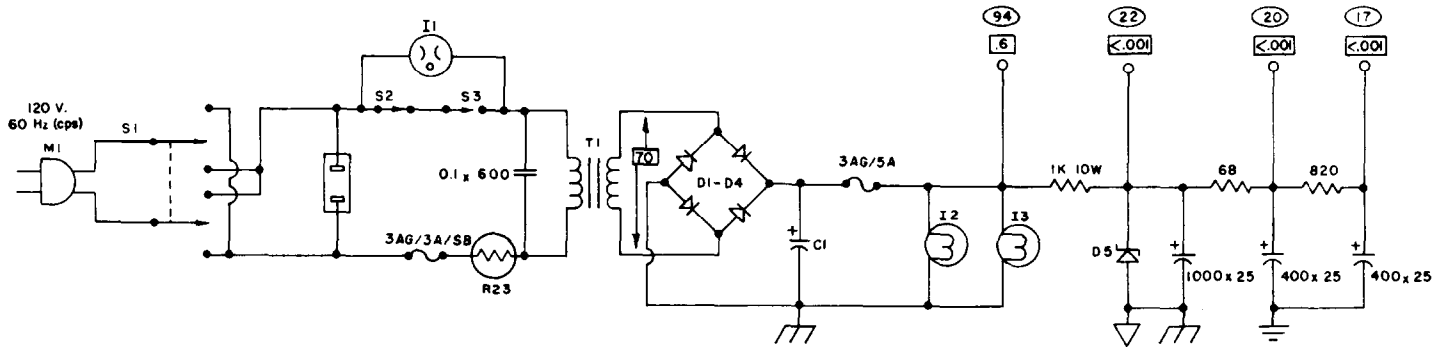 I1
94
22
20
17
.6
<.001
<.001
<.001
120 V.
60 Hz (cps)
M1
S1
S2
S3
0.1 x 600
T1
70
D1-D4
3AG/5A
1K 10W
68
820
3AG/3A/SB
R23
C1
I2
I3
D5
1000 x 25
400 x 25
400 x 25